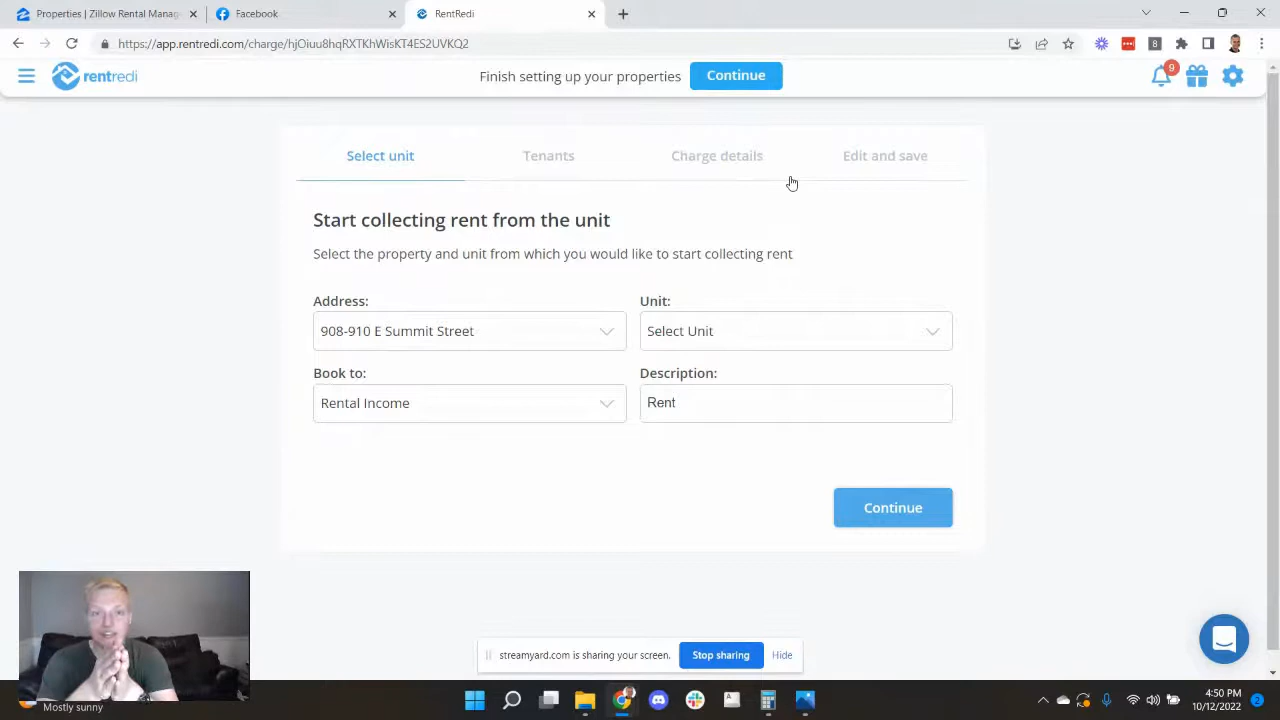 Properties | Zillow Rental Manag
Facebook
RentRedi
https://app.rentredi.com/charge/hjOiuu8hqRXTKhWisKT4ES2UVKQ2
8
rentredi
Finish setting up your properties
Continue
9
Select unit
Tenants
Charge details
Edit and save
Start collecting rent from the unit
Select the property and unit from which you would like to start collecting rent
Address:
Unit:
908-910 E Summit Street
Select Unit
Book to:
Description:
Rental Income
Rent
Continue
streamyard.com is sharing your screen.
Stop sharing
Hide
Mostly sunny
4:50 PM
10/12/2022
2